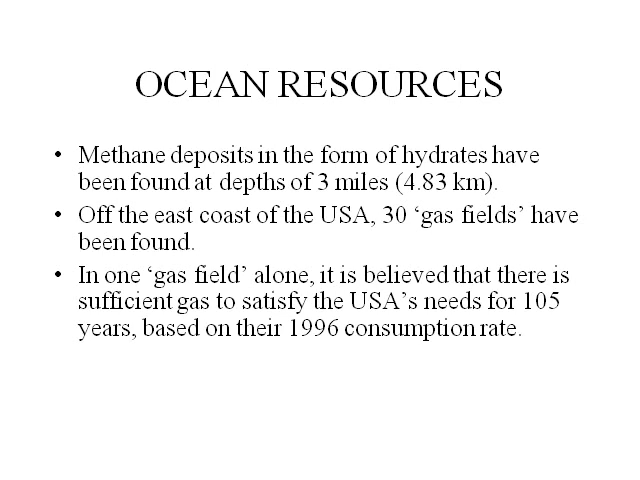 OCEAN RESOURCES
• Methane deposits in the form of hydrates have
been found at depths of 3 miles (4.83 km).
• Off the east coast of the USA, 30 ‘gas fields’ have
been found.
• In one ‘gas field’ alone, it is believed that there is
sufficient gas to satisfy the USA’s needs for 105
years, based on their 1996 consumption rate.